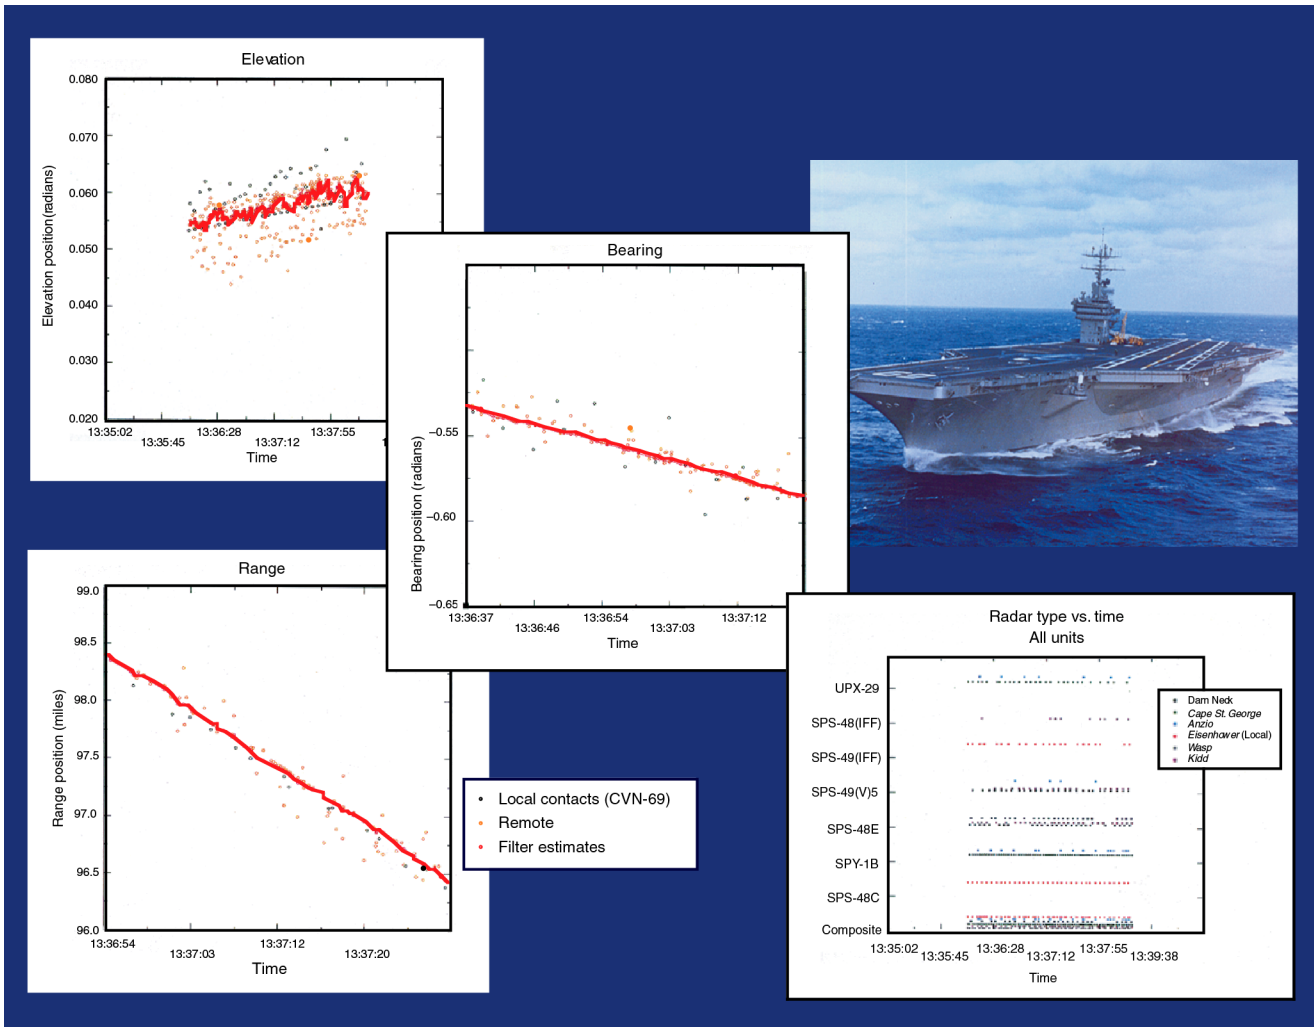 Elevation
0.080
0.070
0.060
0.050
0.040
0.030
0.020
Elevation position (radians)
13:35:02
13:35:45
13:36:28
13:37:12
13:37:55
1
Time
Bearing
−0.55
−0.60
−0.65
Bearing position (radians)
13:36:37
13:36:46
13:36:54
13:37:03
13:37:12
Time
Range
99.0
98.5
98.0
97.5
97.0
96.5
96.0
Range position (miles)
13:36:54
13:37:03
13:37:12
13:37:20
Time
Local contacts (CVN-69)
Remote
Filter estimates
Radar type vs. time
All units
UPX-29
SPS-48(IFF)
SPS-49(IFF)
SPS-49(V)5
SPS-48E
SPY-1B
SPS-48C
Composite
13:35:02
13:35:45
13:36:28
13:37:12
13:37:55
13:39:38
Time
Dam Neck
Cape St. George
Anzio
Eisenhower (Local)
Wasp
Kidd